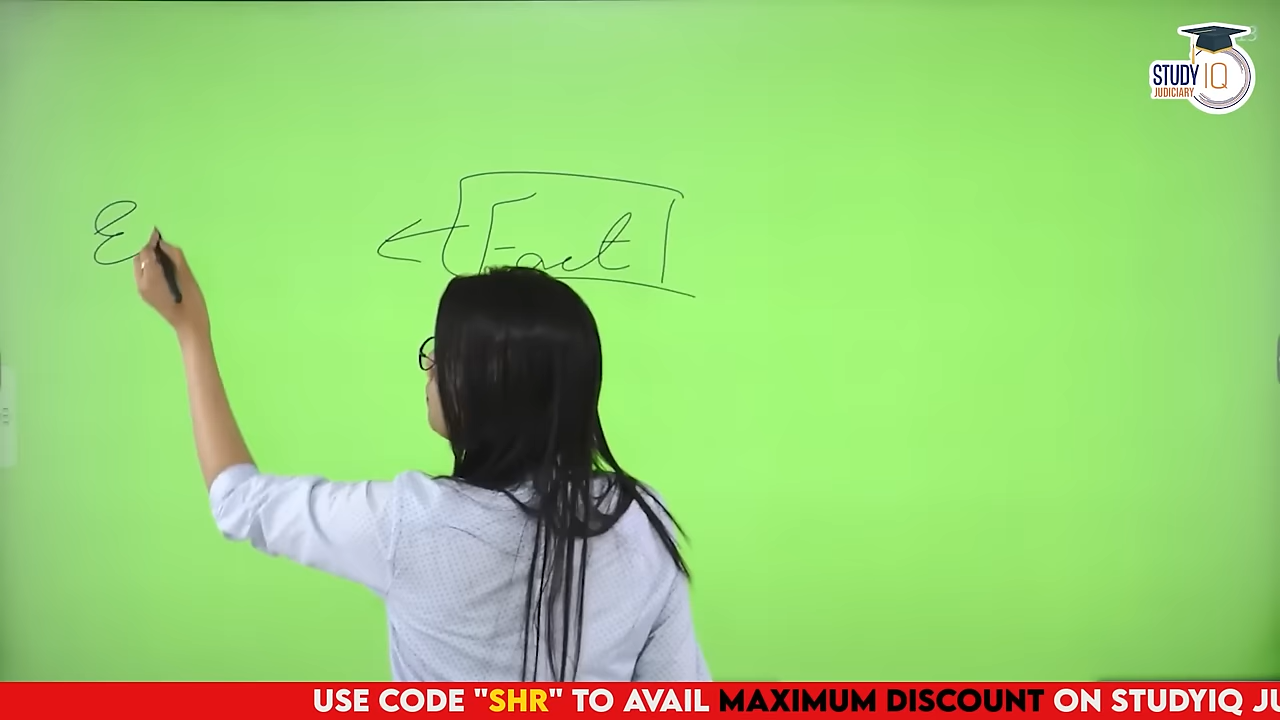 STUDY IQ
JUDICIARY
E
Fact
USE CODE "SHR" TO AVAIL MAXIMUM DISCOUNT ON STUDYIQ JU